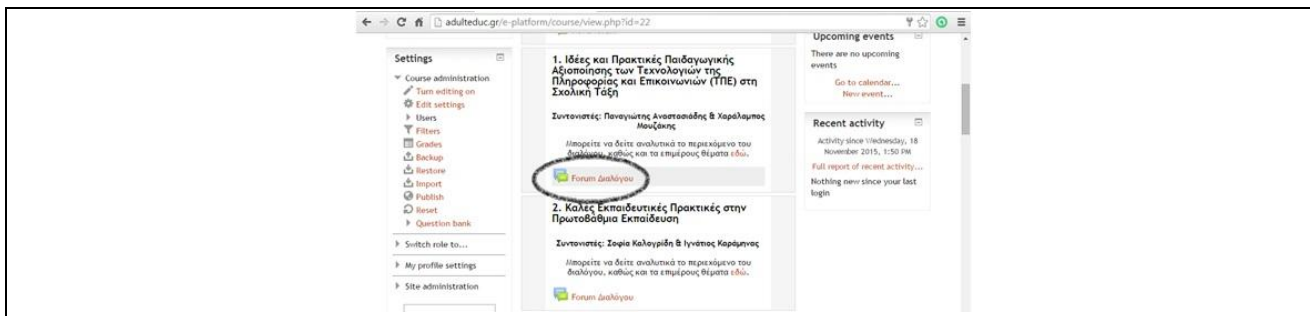 adulteduc.gr/e-platform/course/view.php?id=22
Settings
Course administration
Turn editing on
Edit settings
Users
Filters
Grades
Backup
Restore
Import
Publish
Reset
Question bank
Switch role to...
My profile settings
Site administration
1. Ιδέες και Πρακτικές Παιδαγωγικής
Αξιοποίησης των Τεχνολογιών της
Πληροφορίας και Επικοινωνιών (ΤΠΕ) στη
Σχολική Τάξη
Συντονιστές: Παναγιώτης Αναστασιάδης & Χαράλαμπος
Μουζάκης
Μπορείτε να δείτε αναλυτικά το περιεχόμενο του
διαλόγου, καθώς και τα επιμέρους θέματα εδώ.
Forum Διαλόγου
2. Καλές Εκπαιδευτικές Πρακτικές στην
Πρωτοβάθμια Εκπαίδευση
Συντονιστές: Σοφία Καλογρίδη & Ιγνάτιος Καράμηνας
Μπορείτε να δείτε αναλυτικά το περιεχόμενο του
διαλόγου, καθώς και τα επιμέρους θέματα εδώ.
Forum Διαλόγου
Upcoming events
There are no upcoming
events
Go to calendar...
New event...
Recent activity
Activity since Wednesday, 18
November 2015, 1:50 PM
Full report of recent activity...
Nothing new since your last
login